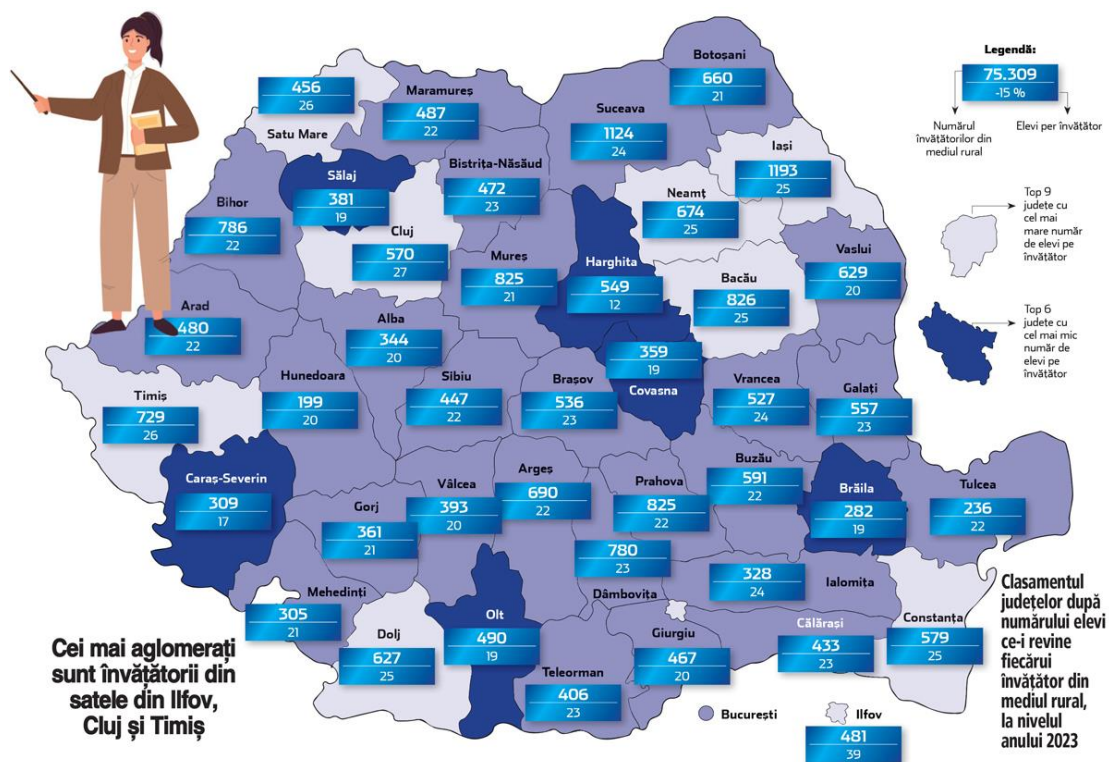 Botoșani
660
21
Legendă:
75.309
-15 %
Numărul
învățătorilor din
mediul rural
Elevi per învățător
456
26
Satu Mare
Maramureș
487
22
Suceava
1124
24
Iași
1193
25
Bistrița-Năsăud
472
23
Sălaj
381
19
Neamț
674
25
Top 9
județe cu
cel mai
mare număr
de elevi pe
învățător
Bihor
786
22
Cluj
570
27
Mureș
825
21
Harghita
549
12
Bacău
826
25
Vaslui
629
20
Arad
480
22
Alba
344
20
Top 6
județe cu
cel mai mic
număr de
elevi pe
învățător
359
19
Covasna
Hunedoara
199
20
Sibiu
447
22
Brașov
536
23
Vrancea
527
24
Galați
557
23
Timiș
729
26
Caraș-Severin
309
17
Gorj
361
21
Vâlcea
393
20
Argeș
690
22
Prahova
825
22
Buzău
591
22
Brăila
282
19
Tulcea
236
22
780
23
Dâmbovița
328
24
Ialomița
Mehedinți
305
21
Dolj
627
25
Olt
490
19
Teleorman
406
23
Giurgiu
467
20
Călărași
433
23
Constanța
579
25
București
Ilfov
481
39
Cei mai aglomerați
sunt învățătorii din
satele din Ilfov,
Cluj și Timiș
Clasamentul
județelor după
numărului elevi
ce-i revine
fiecărui
învățător din
mediul rural,
la nivelul
anului 2023